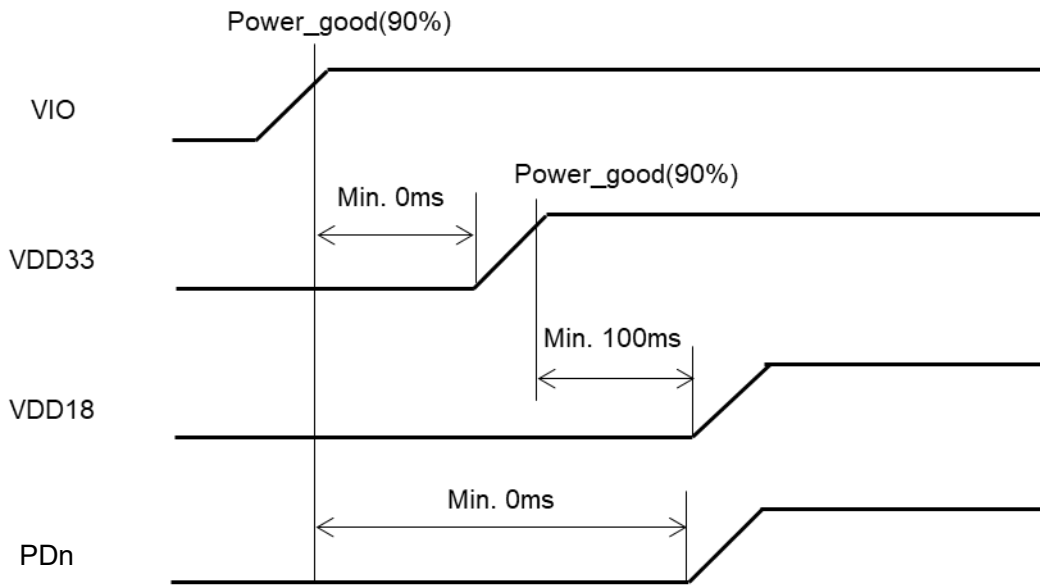 Power_good(90%)
VIO
Power_good(90%)
Min. 0ms
VDD33
Min. 100ms
VDD18
Min. 0ms
PDn